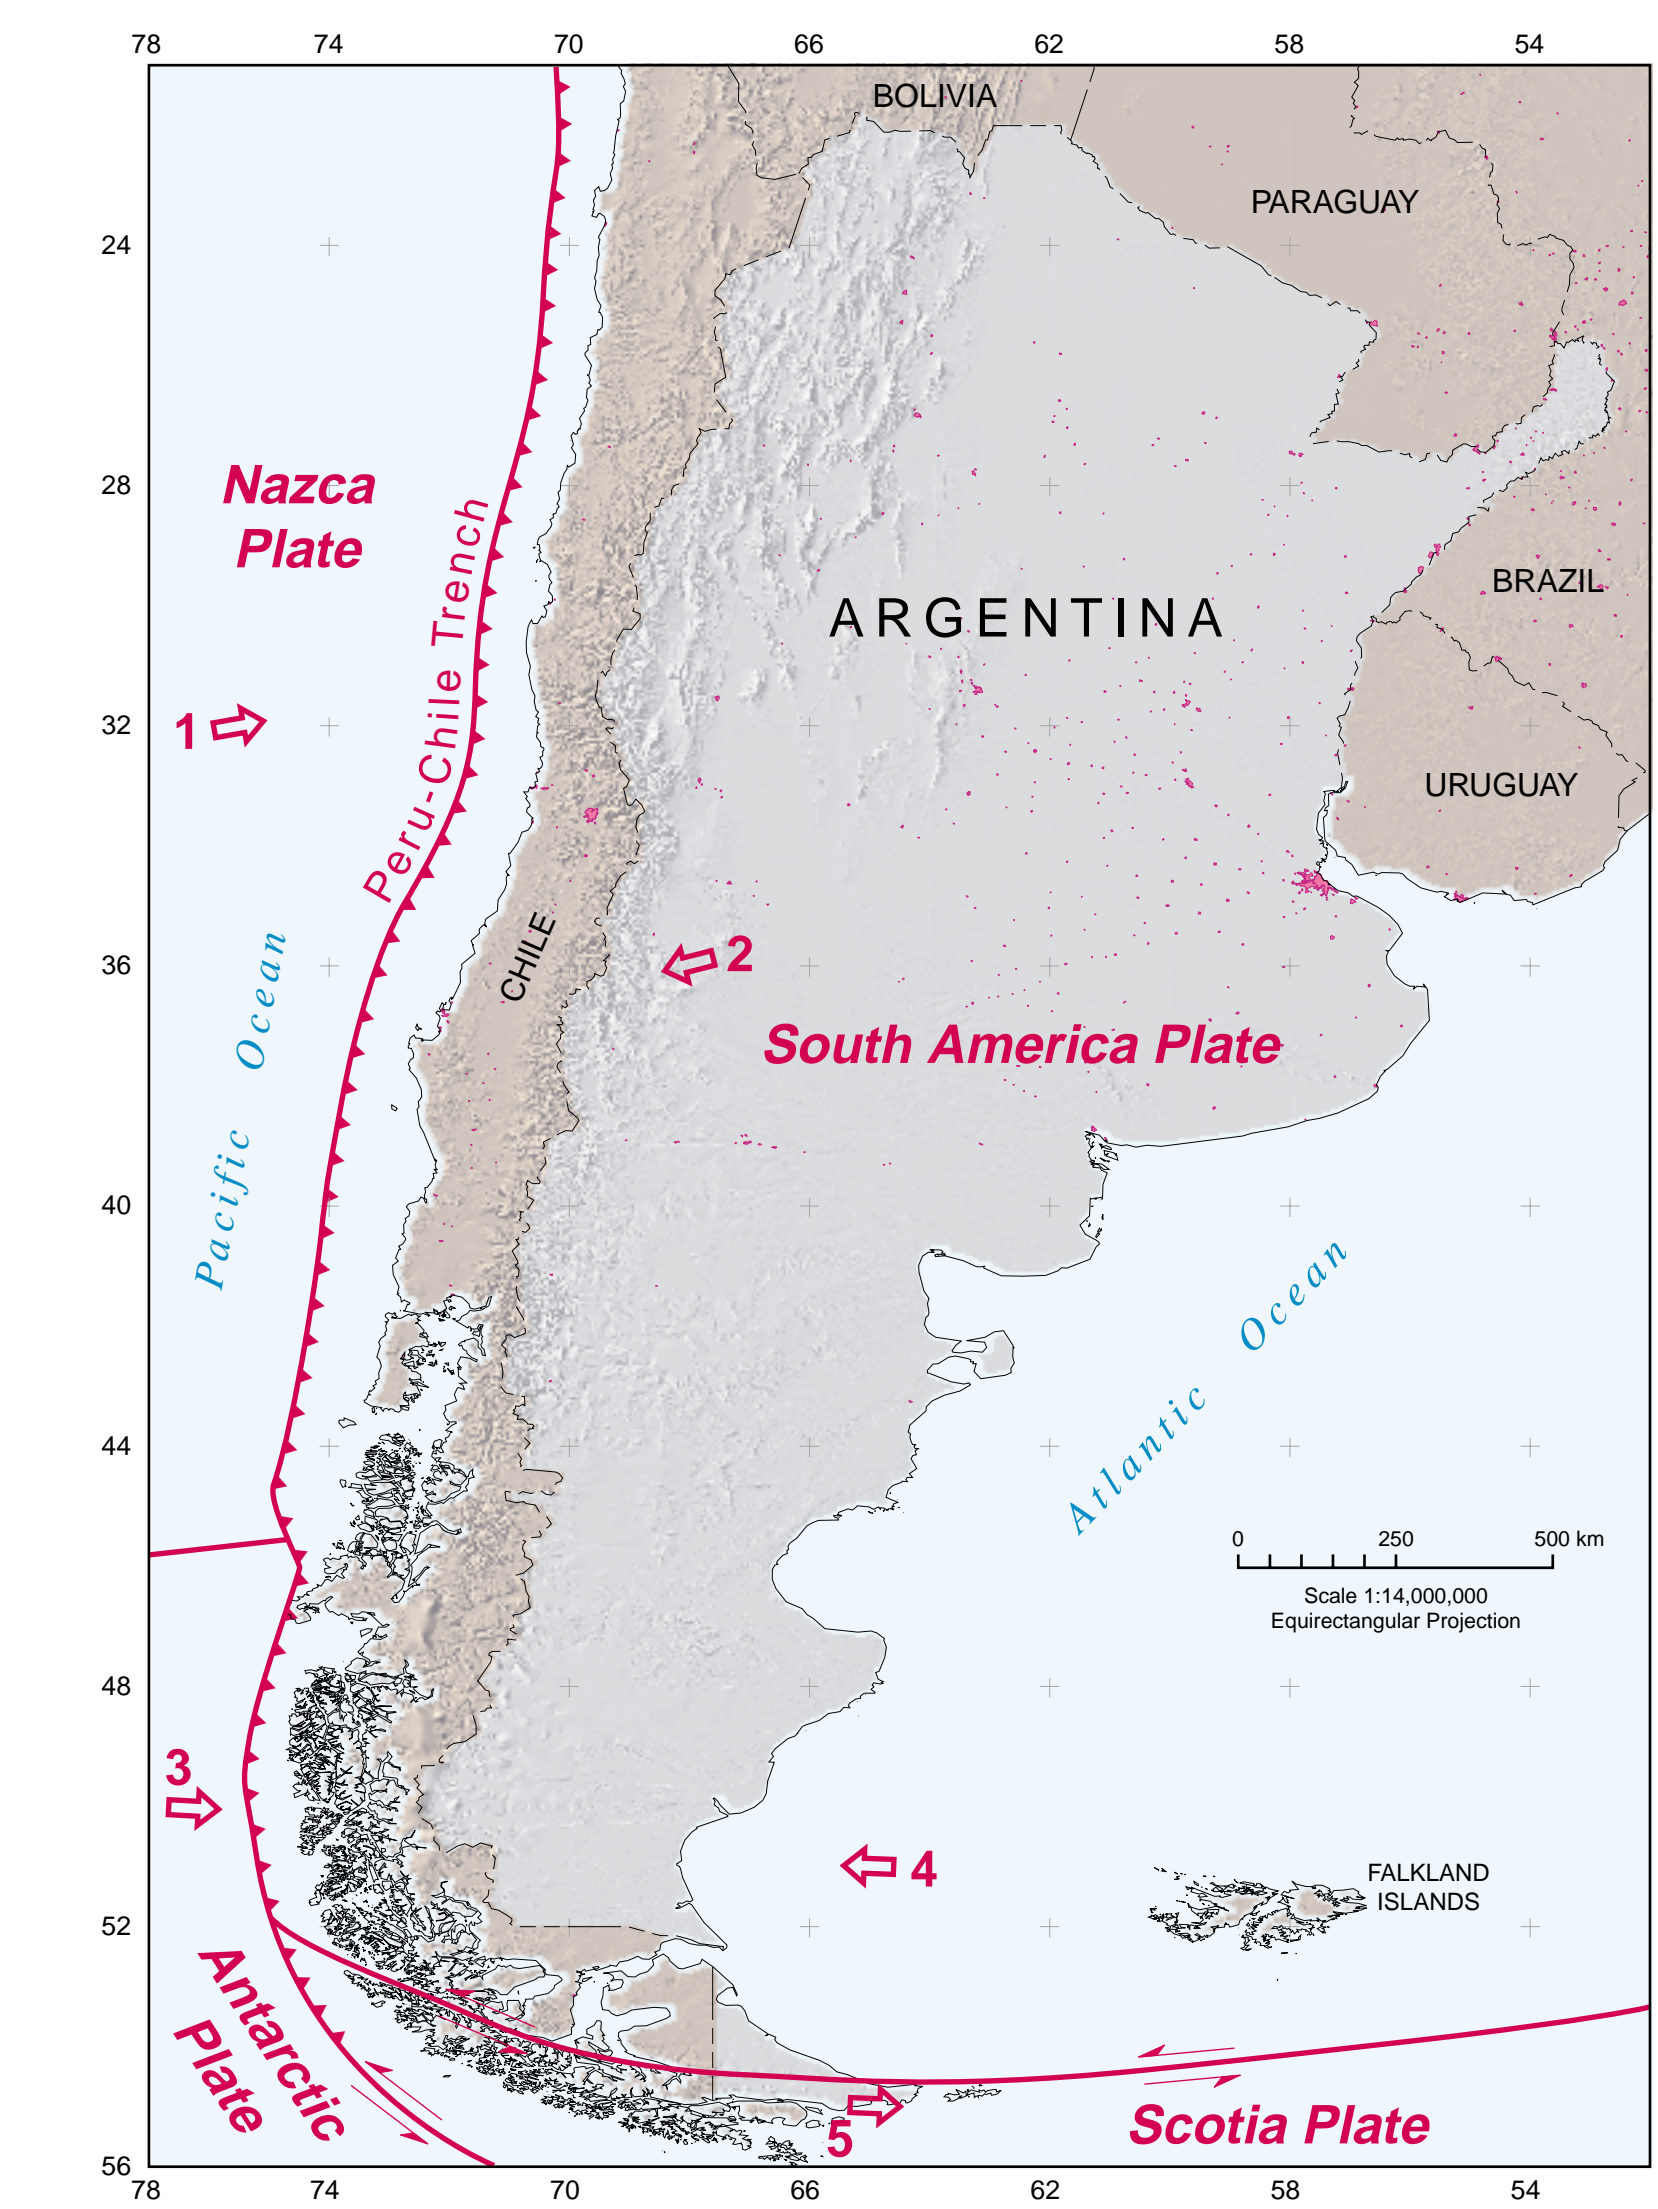 78 74 70 66 62 58 54
BOLIVIA
PARAGUAY
24
28
Nazca
Plate
Peru-Chile Trench
BRAZIL
ARGENTINA
32
1
URUGUAY
CHILE
2
36
South America Plate
Pacific Ocean
40
Atlantic Ocean
44
0 250 500 km
Scale 1:14,000,000
Equirectangular Projection
48
3
4
FALKLAND
ISLANDS
52
Antarctic
Plate
5
Scotia Plate
56
78 74 70 66 62 58 54